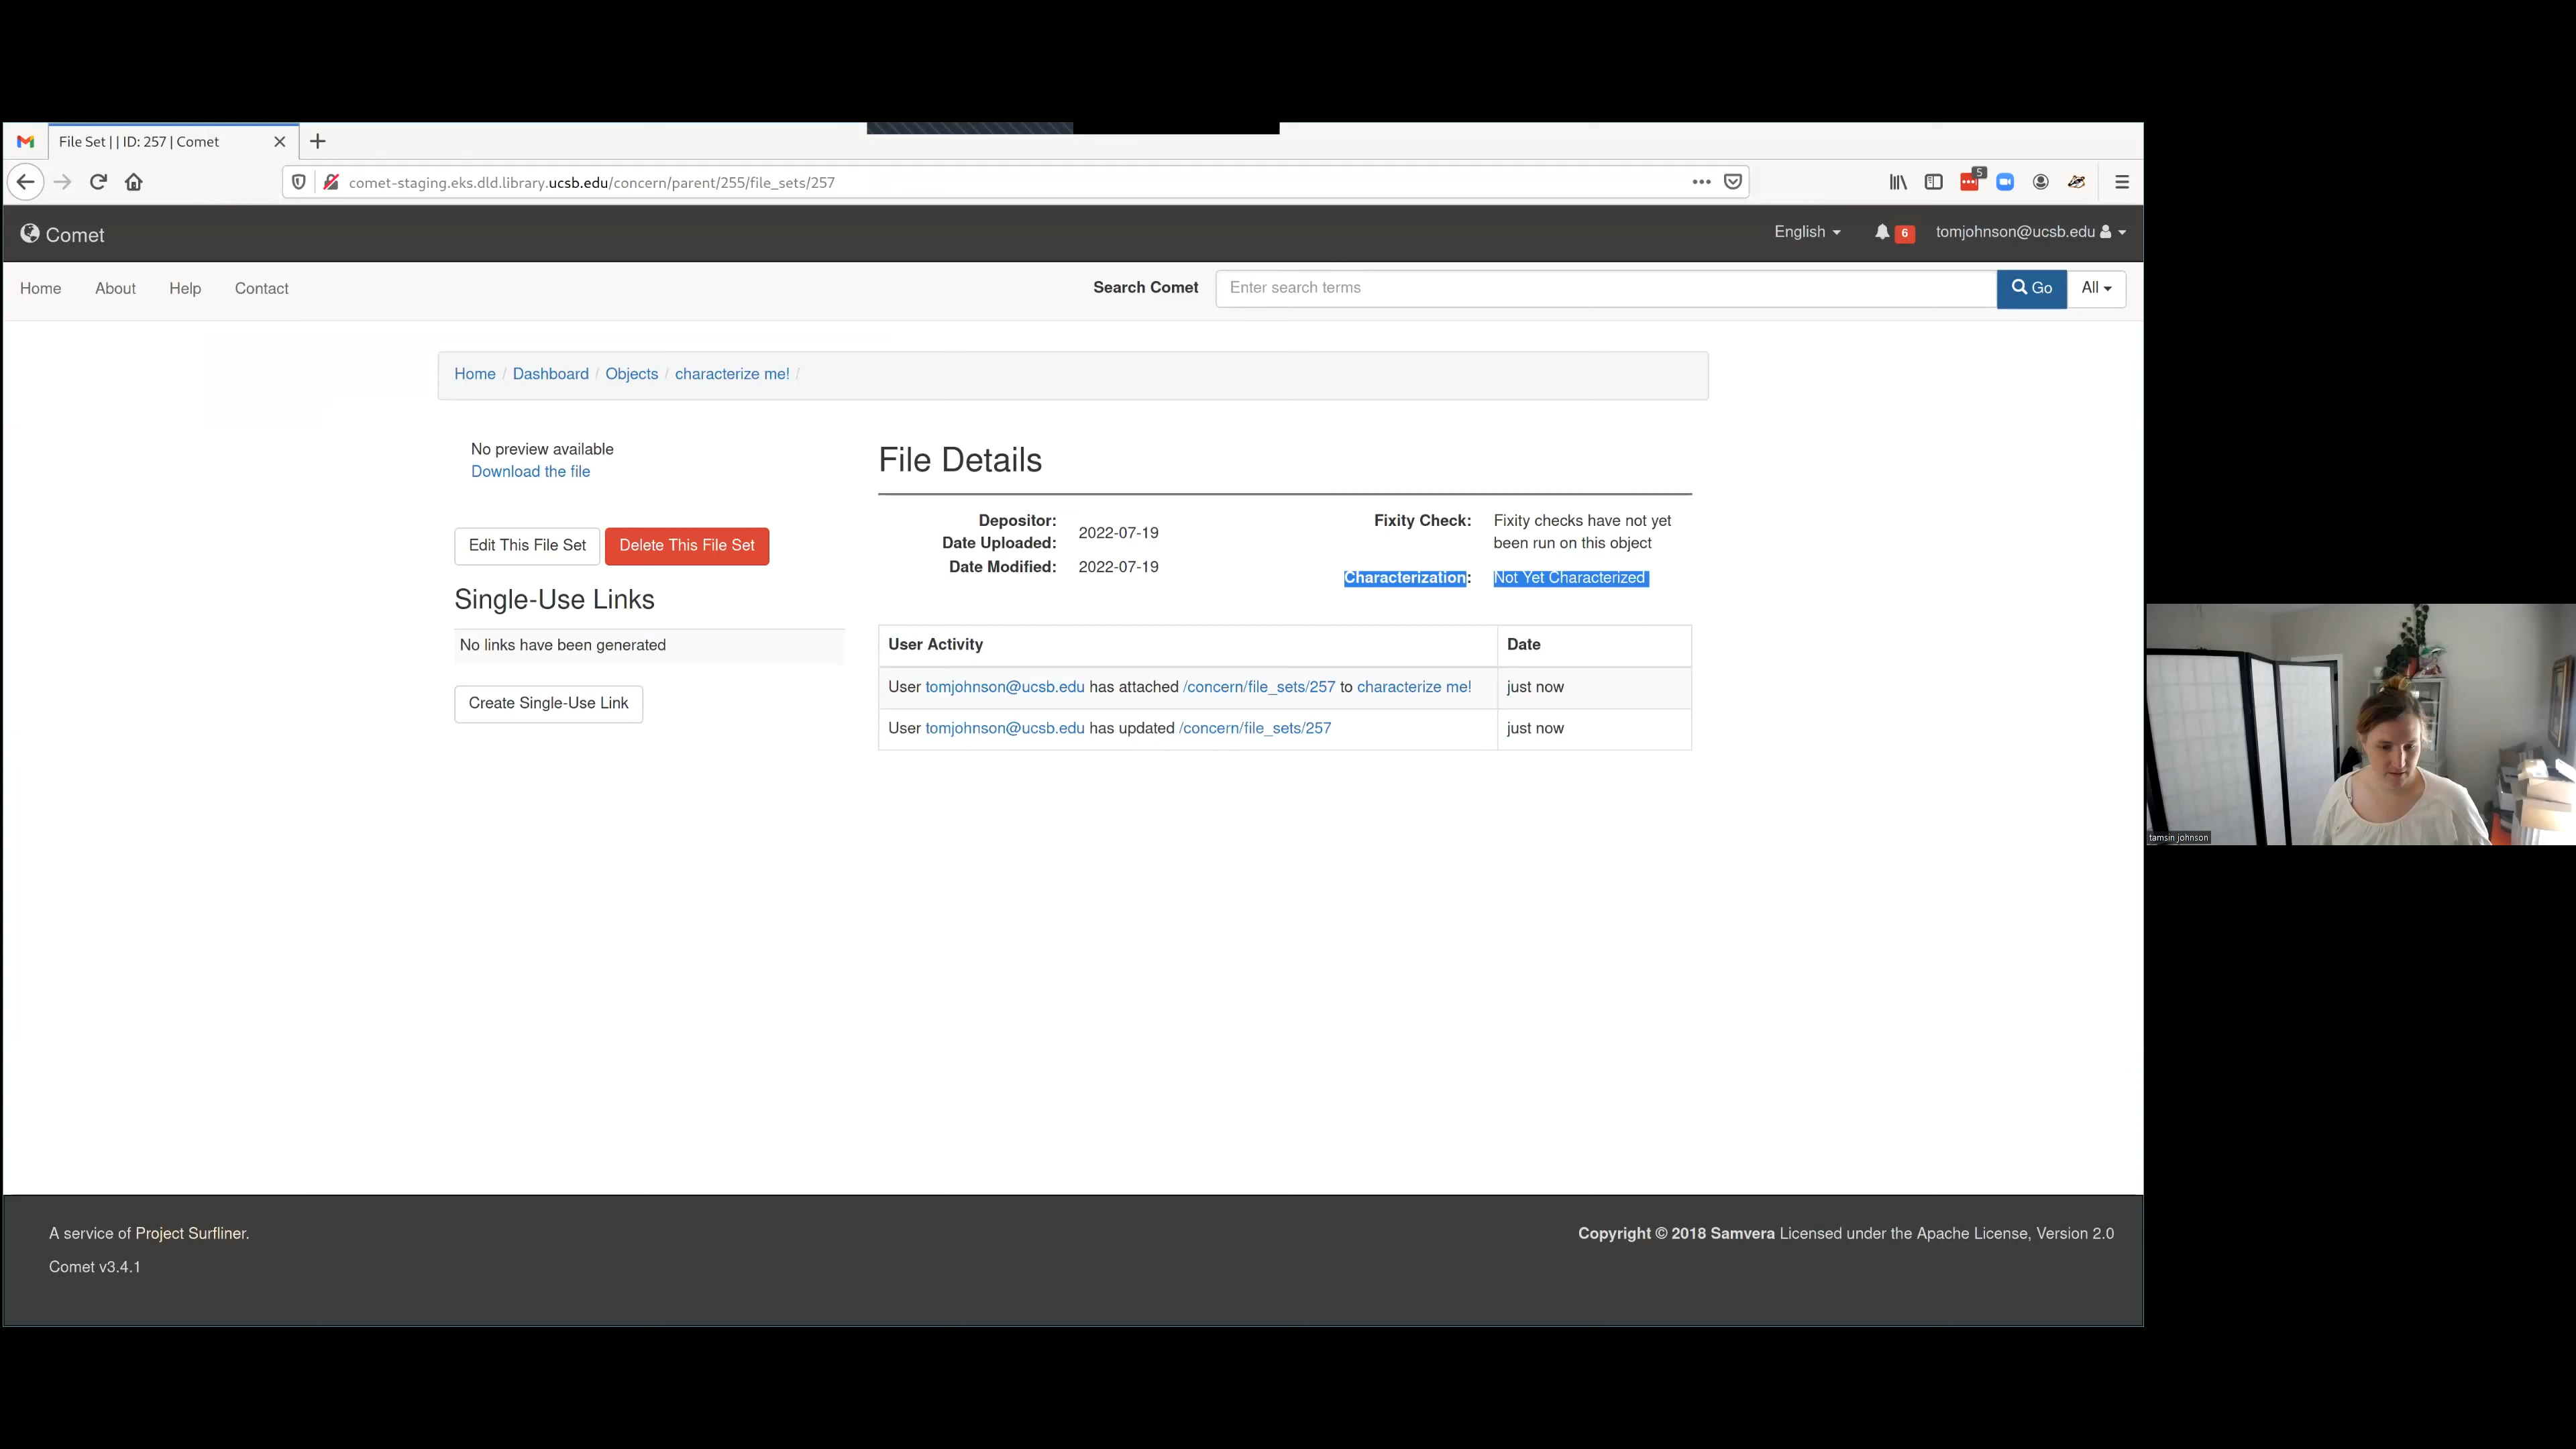 File Set | | ID: 257 | Comet
comet-staging.eks.dld.library.ucsb.edu/concern/parent/255/file_sets/257
5
Comet
English
6
tomjohnson@ucsb.edu
Home About Help Contact
Search Comet
Enter search terms
Go
All
Home / Dashboard / Objects / characterize me! /
No preview available
Download the file
Edit This File Set
Delete This File Set
Single-Use Links
No links have been generated
Create Single-Use Link
File Details
Depositor:
Date Uploaded: 2022-07-19
Date Modified: 2022-07-19
Fixity Check: Fixity checks have not yet
been run on this object
Characterization: Not Yet Characterized
User Activity Date
User tomjohnson@ucsb.edu has attached /concern/file_sets/257 to characterize me! just now
User tomjohnson@ucsb.edu has updated /concern/file_sets/257 just now
tamsin johnson
A service of Project Surfliner.
Comet v3.4.1
Copyright © 2018 Samvera Licensed under the Apache License, Version 2.0